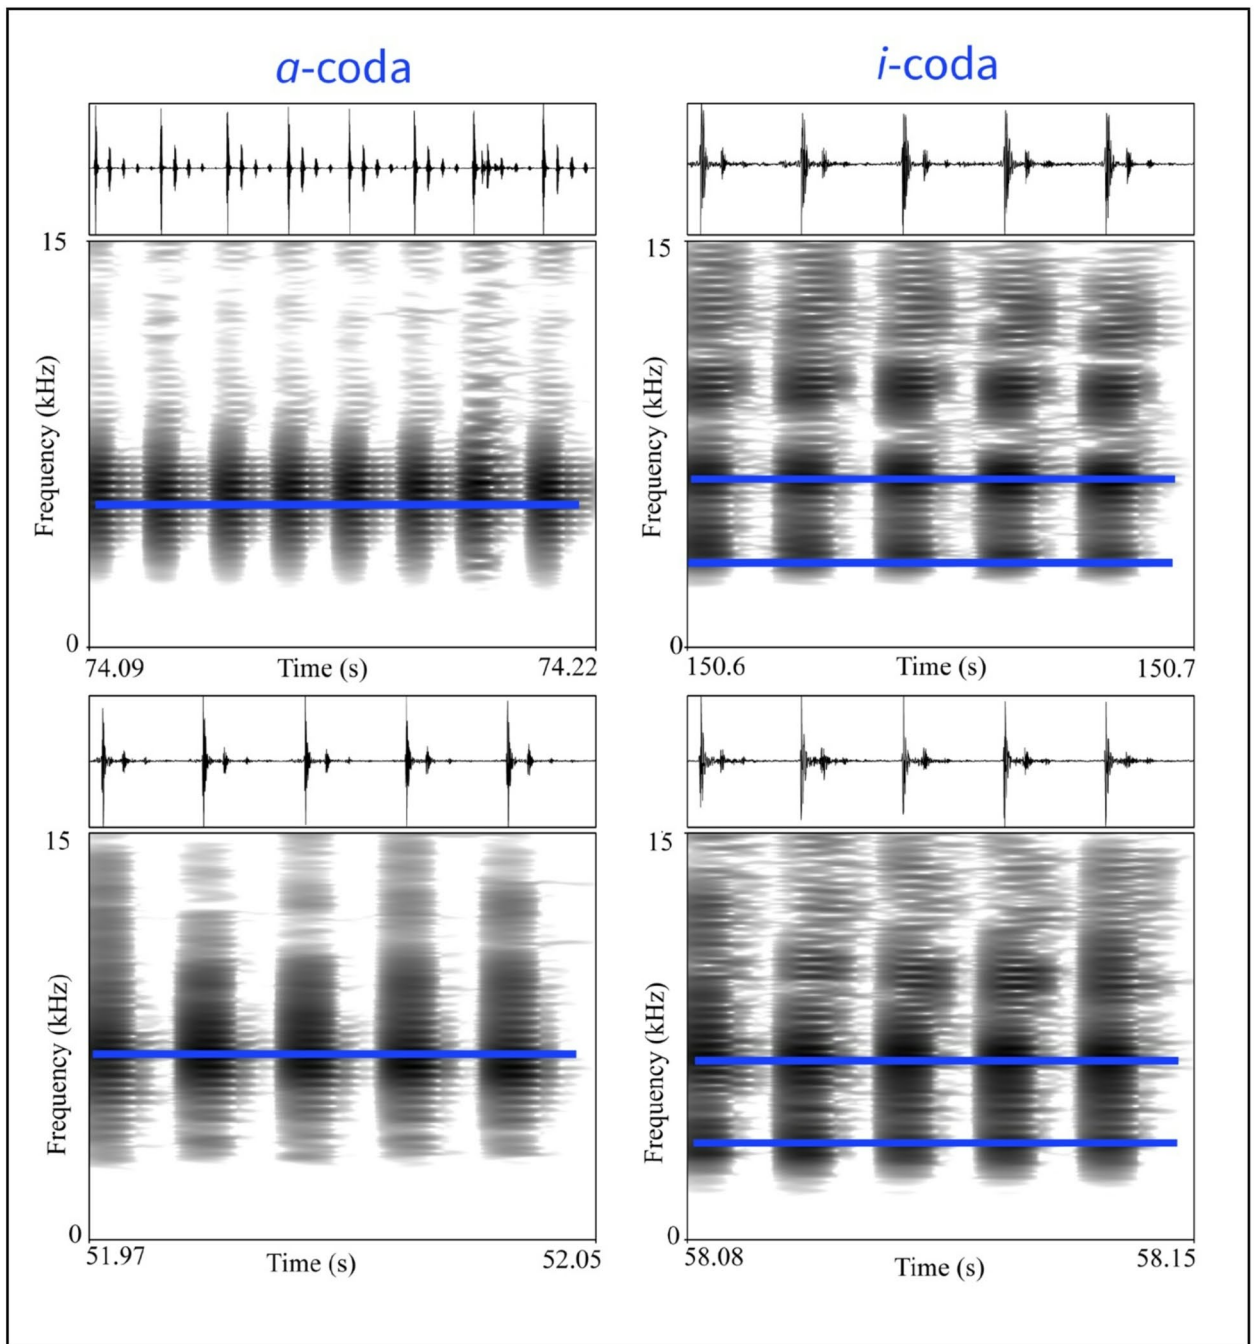 a-coda
i-coda
15
Frequency (kHz)
0
74.09
Time (s)
74.22
15
Frequency (kHz)
0
150.6
Time (s)
150.7
15
Frequency (kHz)
0
51.97
Time (s)
52.05
15
Frequency (kHz)
0
58.08
Time (s)
58.15